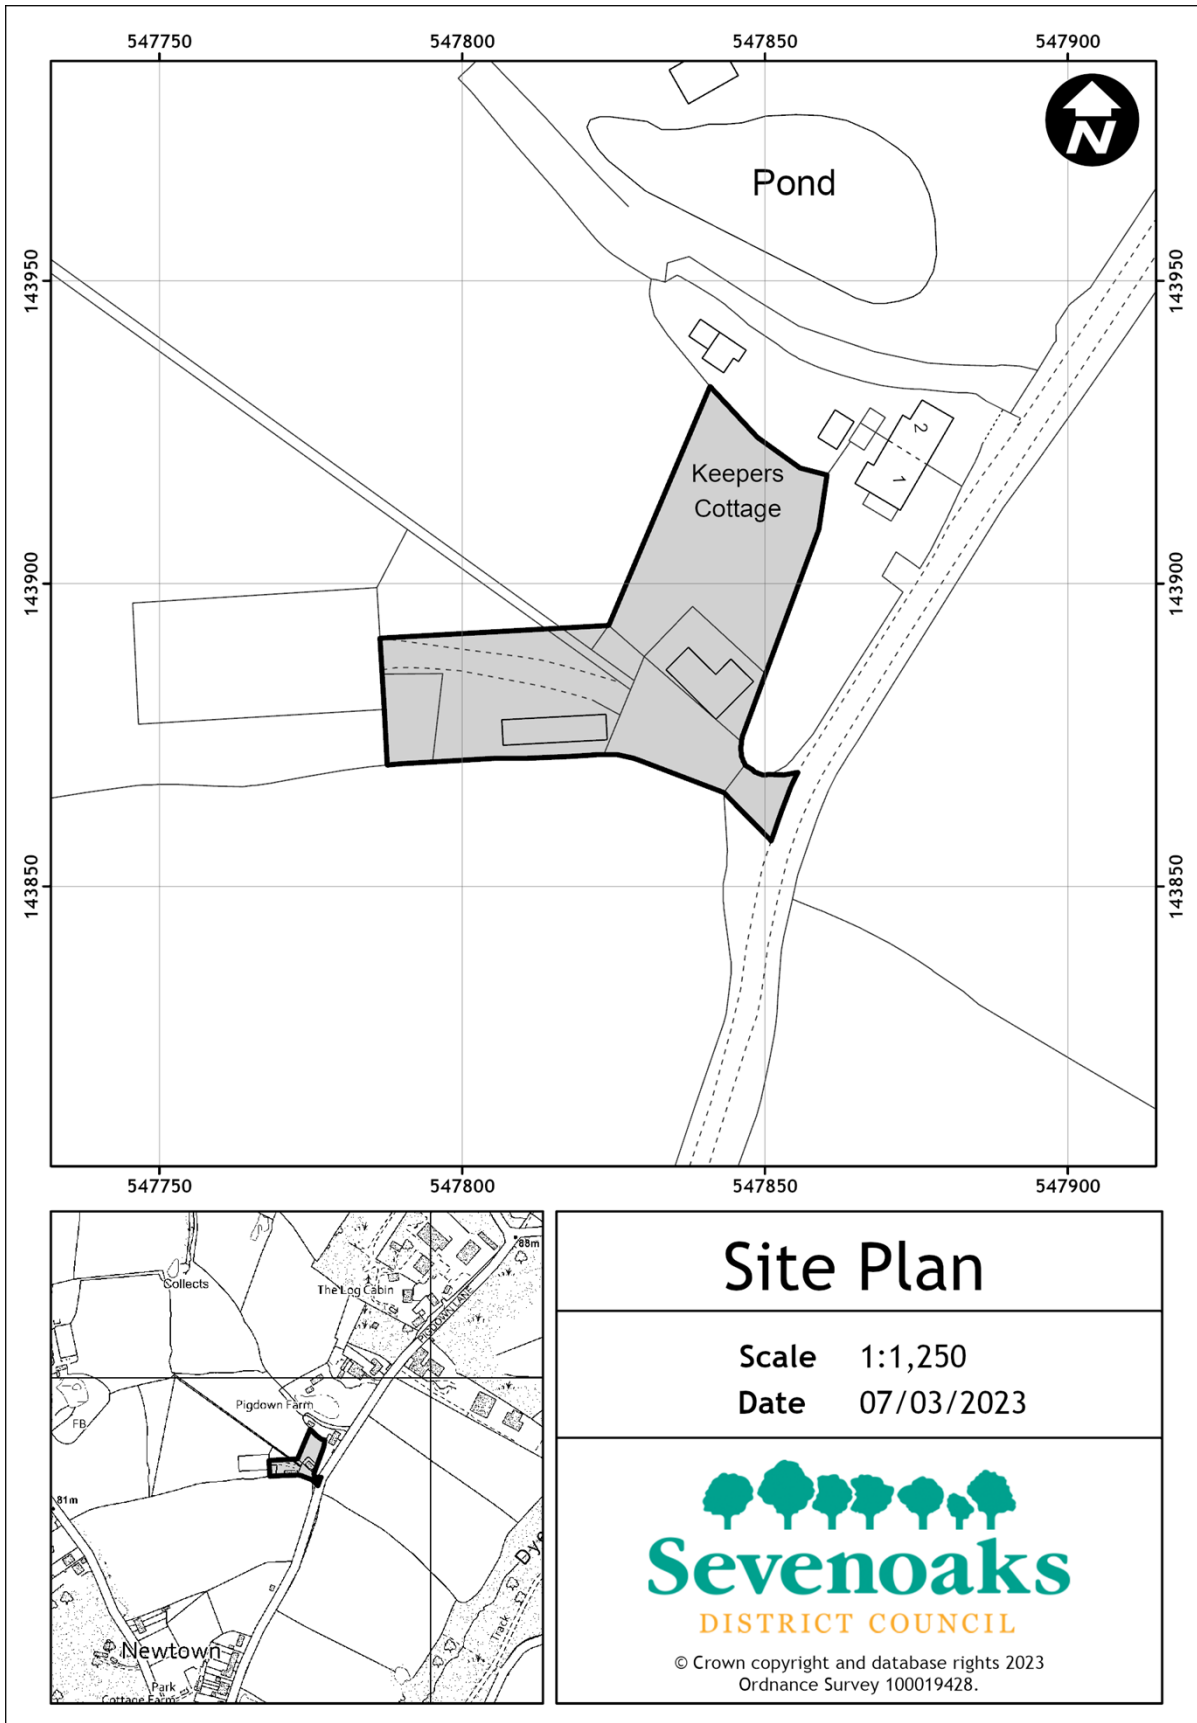 547750 547800 547850 547900
N
Pond
143950 143950
2
1
Keepers
Cottage
143900 143900
143850 143850
547750 547800 547850 547900
88m
Collects
The Log Cabin
PIGDOWN LANE
Pigdown Farm
FB
81m
Track
Newtown
Park
Cottage Farm
Site Plan
Scale 1:1,250
Date 07/03/2023
Sevenoaks
DISTRICT COUNCIL
© Crown copyright and database rights 2023
Ordnance Survey 100019428.